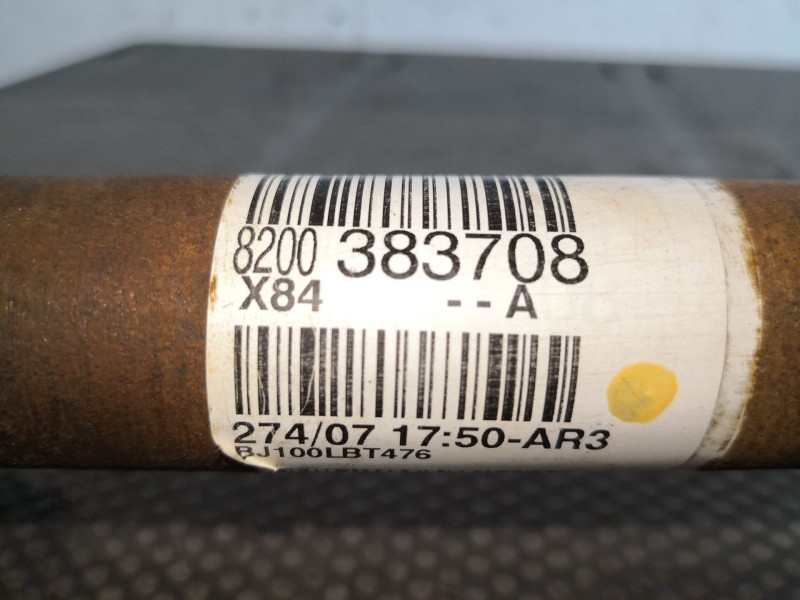 8200 383708
X84 -- A
274/07 17:50-AR3
BJ100LBT476